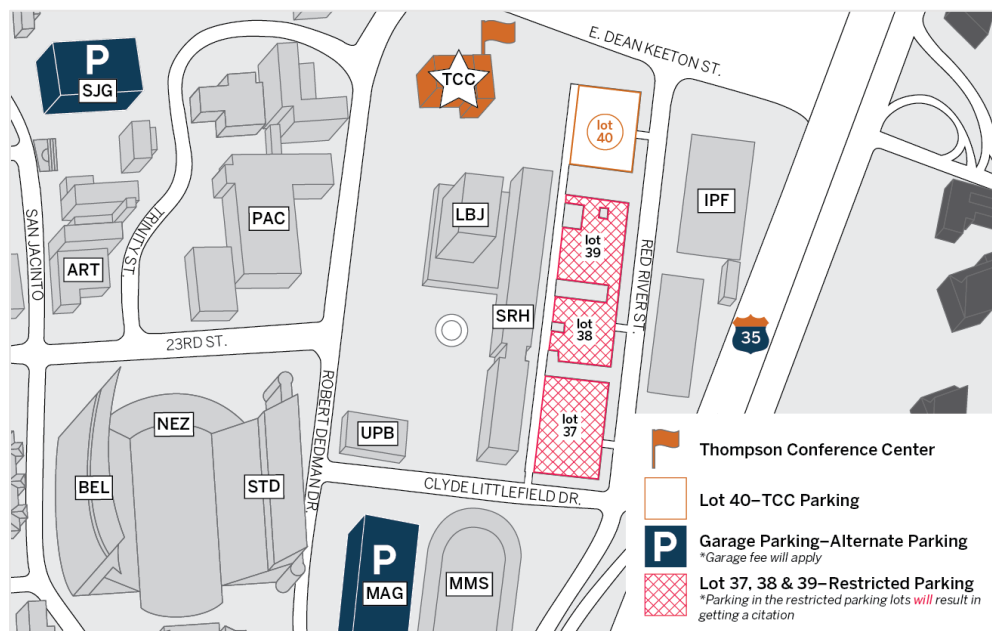 E. DEAN KEETON ST.
P
SJG
TCC
lot
40
SAN JACINTO
TRINITY ST.
ART
PAC
LBJ
IPF
lot
39
RED RIVER ST.
SRH
lot
38
35
23RD ST.
ROBERT DEDMAN DR.
NEZ
BEL
STD
UPB
lot
37
CLYDE LITTLEFIELD DR.
P
MAG
MMS
Thompson Conference Center
Lot 40–TCC Parking
P
Garage Parking–Alternate Parking
*Garage fee will apply
Lot 37, 38 & 39–Restricted Parking
*Parking in the restricted parking lots will result in
getting a citation